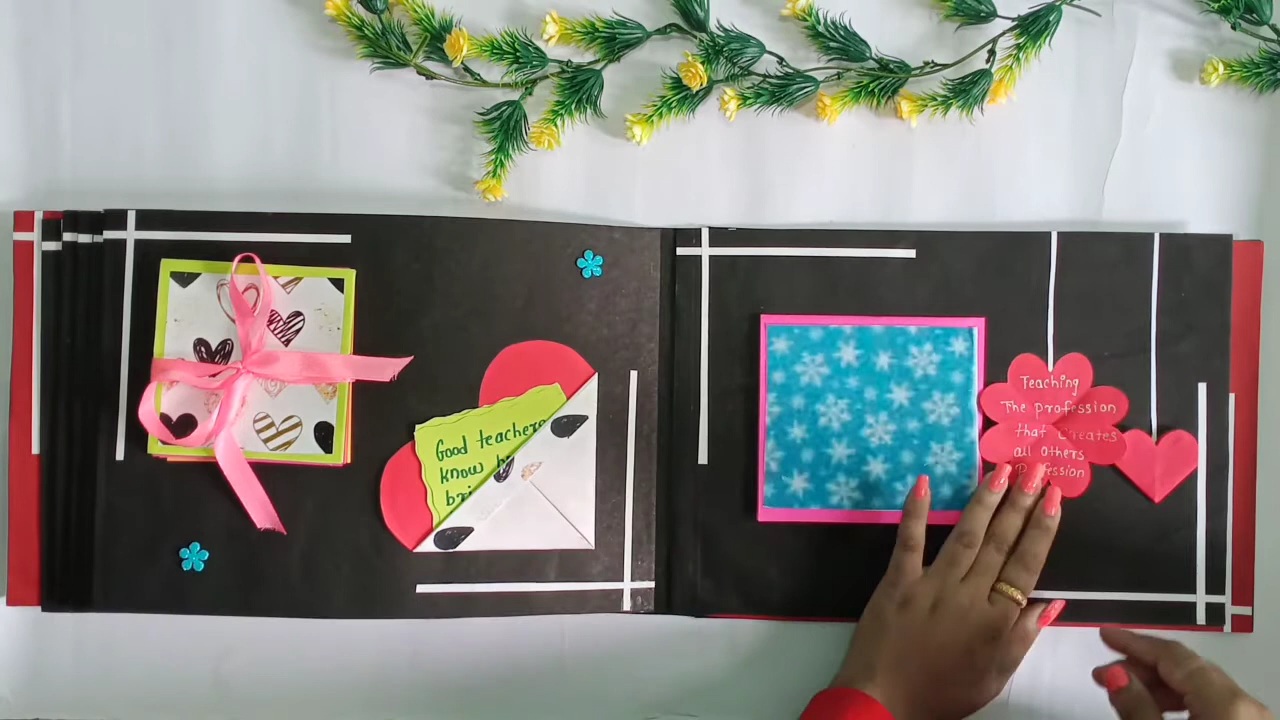 Good teachers
know
Teaching
The profession
that creates
all others